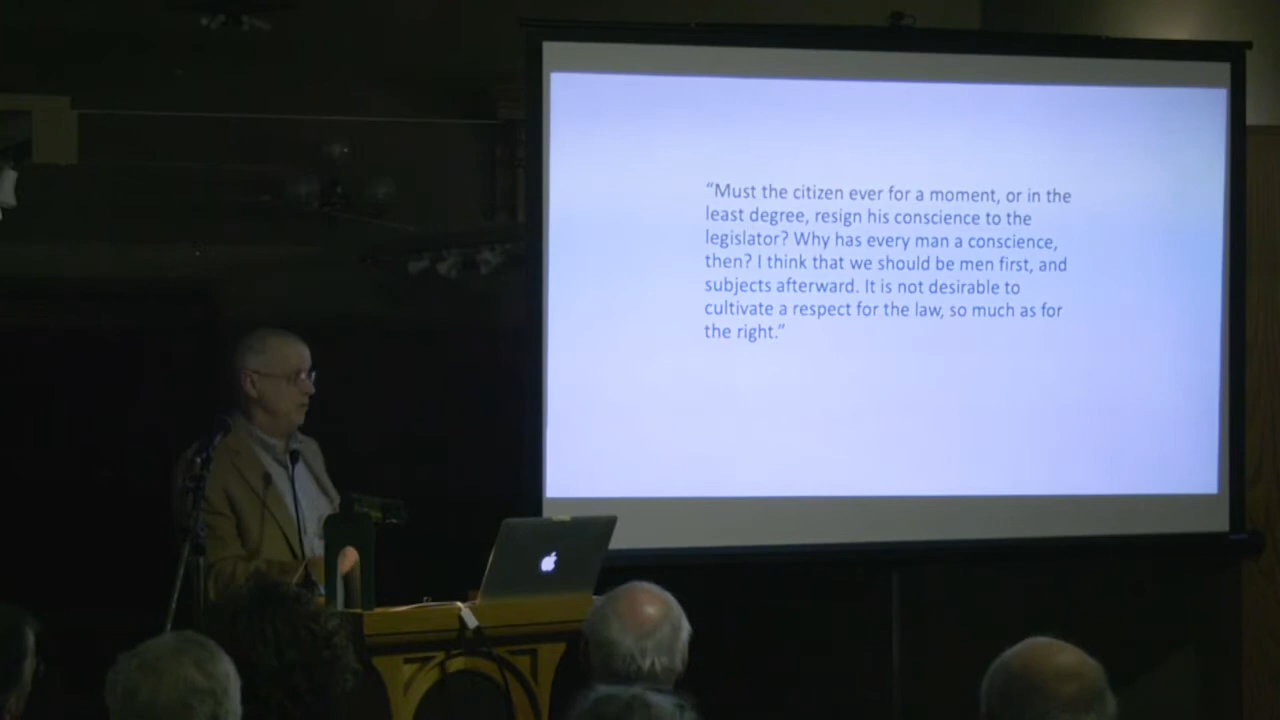 “Must the citizen ever for a moment, or in the
least degree, resign his conscience to the
legislator? Why has every man a conscience,
then? I think that we should be men first, and
subjects afterward. It is not desirable to
cultivate a respect for the law, so much as for
the right.”